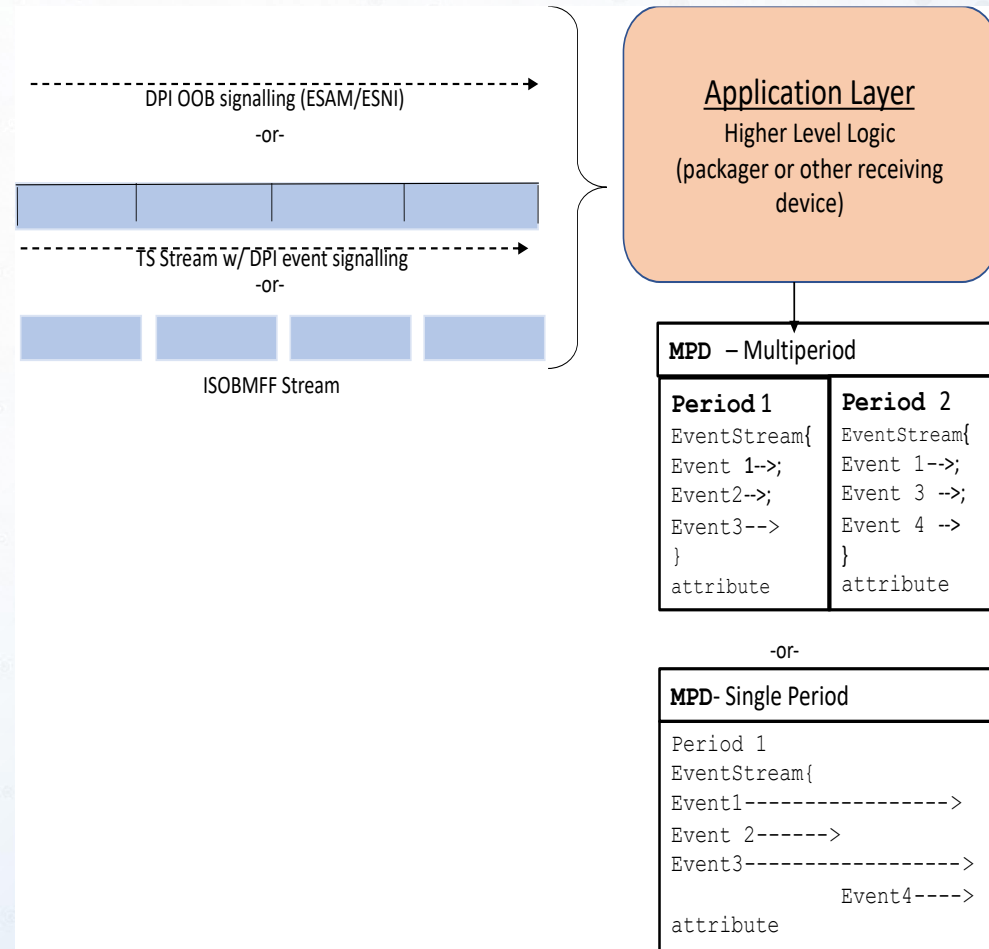 DPI OOB signalling (ESAM/ESNI)
-or-
TS Stream w/ DPI event signalling
-or-
ISOBMFF Stream
Application Layer
Higher Level Logic
(packager or other receiving
device)
MPD – Multiperiod
Period 1
EventStream{
Event 1-->;
Event2-->;
Event3-->
}
attribute
Period 2
EventStream{
Event 1-->;
Event 3 -->;
Event 4 -->
}
attribute
-or-
MPD- Single Period
Period 1
EventStream{
Event1----------------->
Event 2------>
Event3------------------>
Event4---->
attribute